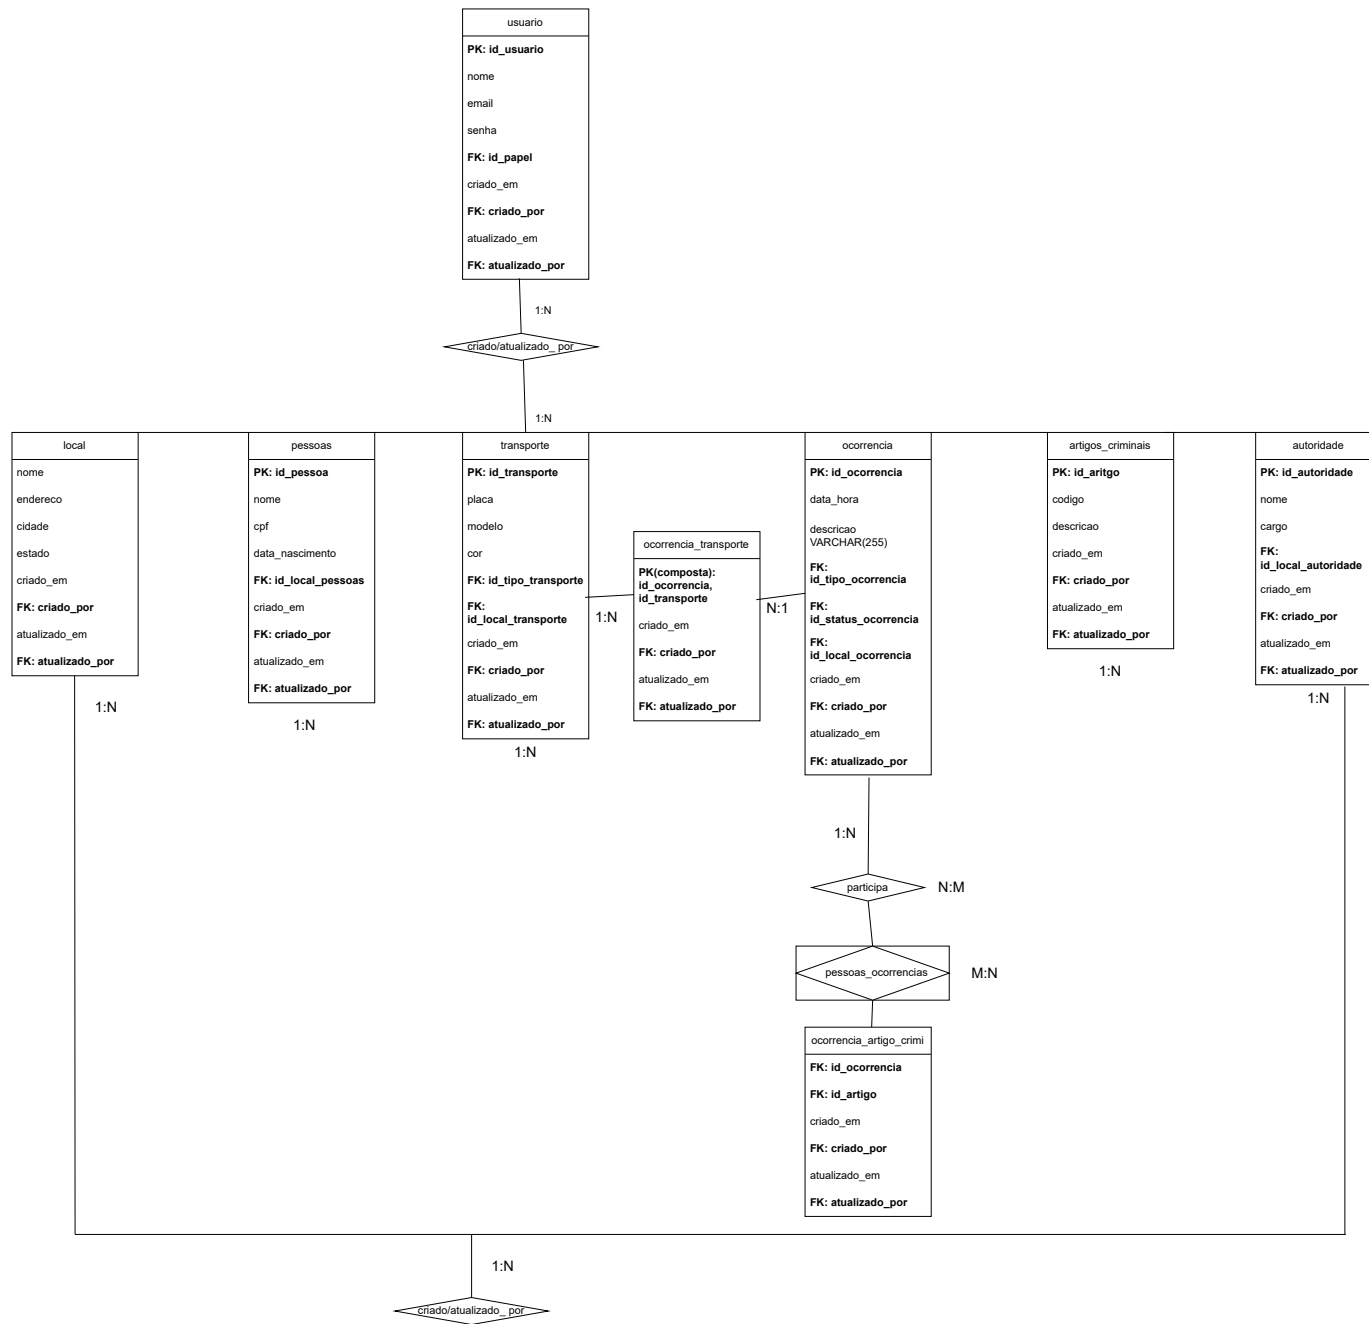 usuario
PK: id_usuario
nome
email
senha
FK: id_papel
criado_em
FK: criado_por
atualizado_em
FK: atualizado_por
1:N
criado/atualizado_ por
1:N
local
nome
endereco
cidade
estado
criado_em
FK: criado_por
atualizado_em
FK: atualizado_por
1:N
pessoas
PK: id_pessoa
nome
cpf
data_nascimento
FK: id_local_pessoas
criado_em
FK: criado_por
atualizado_em
FK: atualizado_por
1:N
transporte
PK: id_transporte
placa
modelo
cor
FK: id_tipo_transporte
FK:
id_local_transporte
criado_em
FK: criado_por
atualizado_em
FK: atualizado_por
1:N
1:N
ocorrencia_transporte
PK(composta):
id_ocorrencia,
id_transporte
criado_em
FK: criado_por
atualizado_em
FK: atualizado_por
N:1
ocorrencia
PK: id_ocorrencia
data_hora
descricao
VARCHAR(255)
FK:
id_tipo_ocorrencia
FK:
id_status_ocorrencia
FK:
id_local_ocorrencia
criado_em
FK: criado_por
atualizado_em
FK: atualizado_por
artigos_criminais
PK: id_aritgo
codigo
descricao
criado_em
FK: criado_por
atualizado_em
FK: atualizado_por
1:N
autoridade
PK: id_autoridade
nome
cargo
FK:
id_local_autoridade
criado_em
FK: criado_por
atualizado_em
FK: atualizado_por
1:N
1:N
participa
N:M
pessoas_ocorrencias
M:N
ocorrencia_artigo_crimi
FK: id_ocorrencia
FK: id_artigo
criado_em
FK: criado_por
atualizado_em
FK: atualizado_por
1:N
criado/atualizado_ por